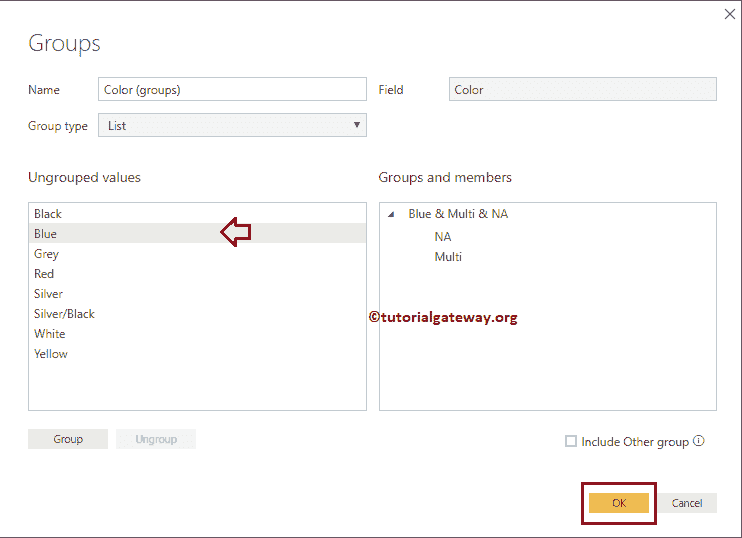 Groups
Name Color (groups) Field Color
Group type List
Ungrouped values
Black
Blue
Grey
Red
Silver
Silver/Black
White
Yellow
Groups and members
Blue & Multi & NA
NA
Multi
©tutorialgateway.org
Group Ungroup
Include Other group
OK Cancel